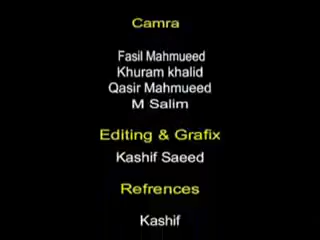 Camra
Fasil Mahmueed
Khuram khalid
Qasir Mahmueed
M Salim
Editing & Grafix
Kashif Saeed
Refrences
Kashif